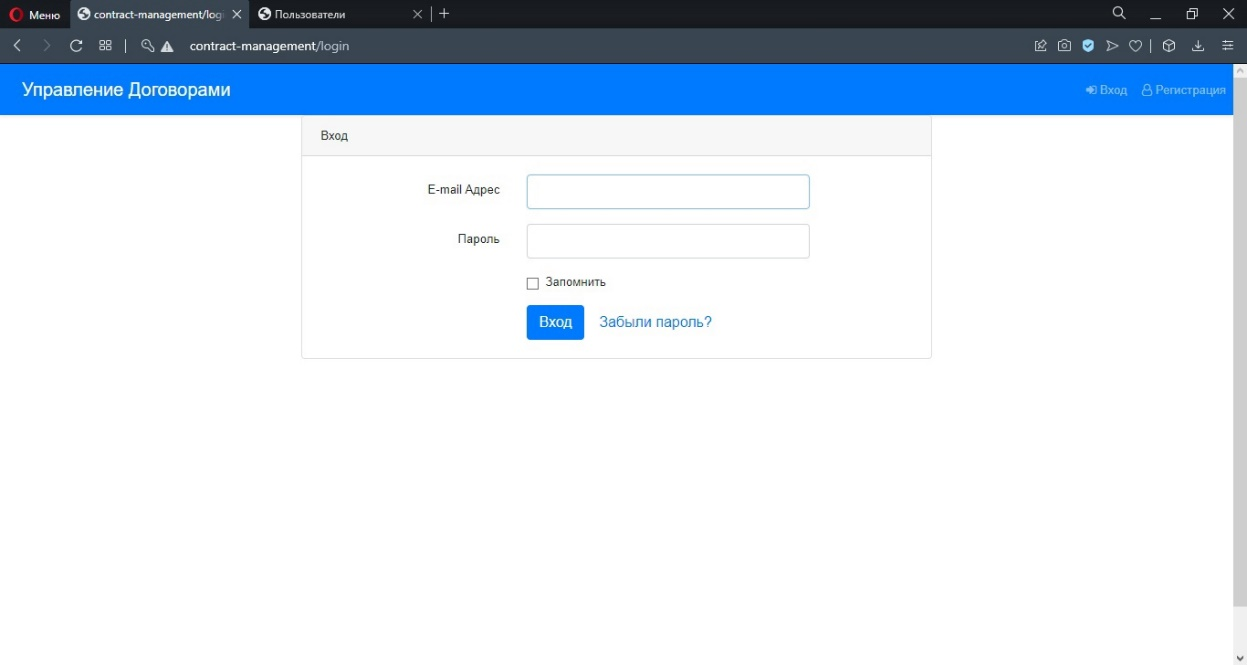 Меню
contract-management/log
Пользователи
contract-management/login
Управление Договорами
Вход
Регистрация
Вход
E-mail Адрес
Пароль
Запомнить
Вход
Забыли пароль?